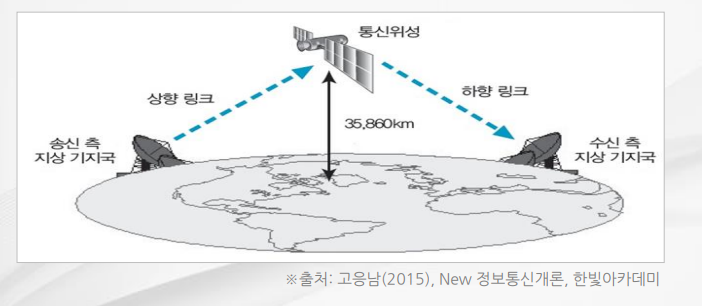 통신위성
상향 링크
하향 링크
35,860km
송신 측
지상 기지국
수신 측
지상 기지국
※출처: 고응남(2015), New 정보통신개론, 한빛아카데미